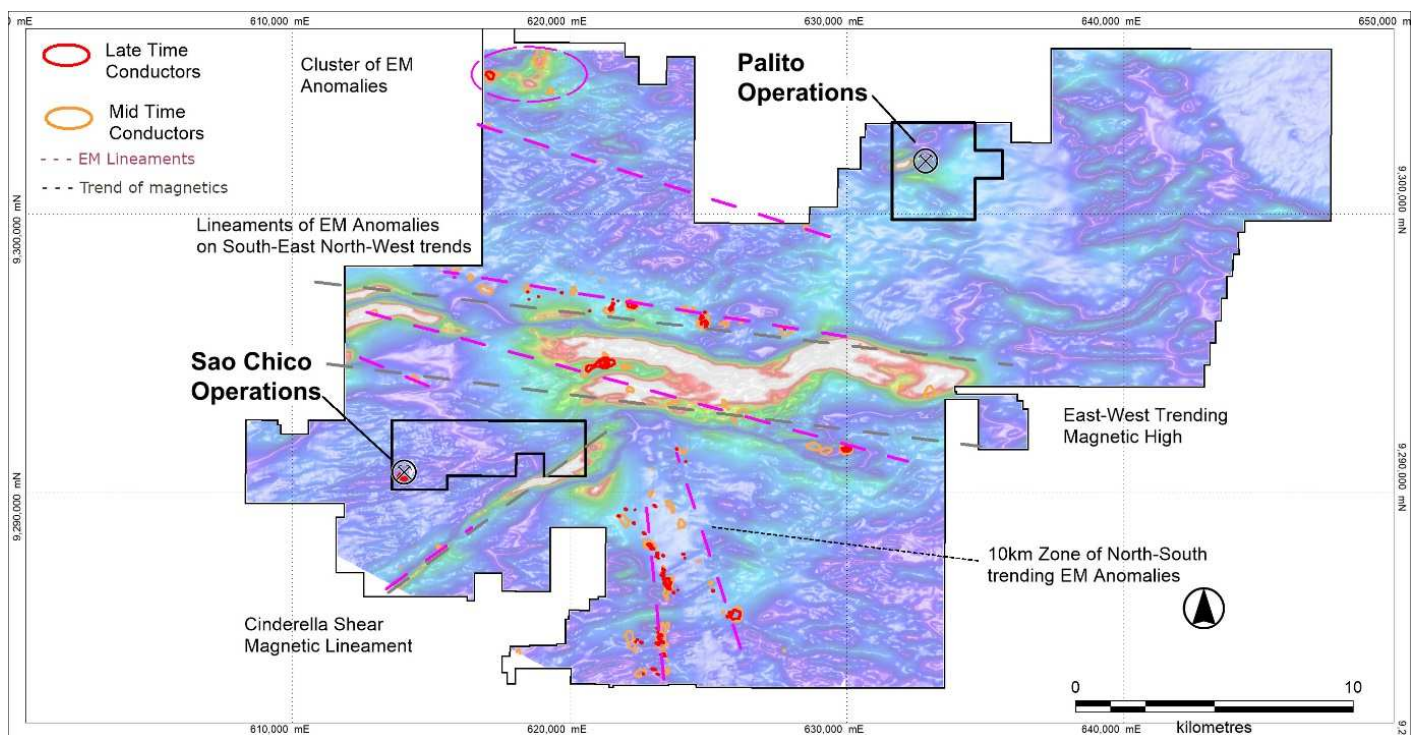 0 mE
610,000 mE
620,000 mE
630,000 mE
640,000 mE
650,000 m
Late Time
Conductors
Mid Time
Conductors
EM Lineaments
Trend of magnetics
Cluster of EM
Anomalies
Palito
Operations
Lineaments of EM Anomalies
on South-East North-West trends
9,300,000 mN
9,300,000 mN
Sao Chico
Operations
East-West Trending
Magnetic High
9,290,000 mN
9,290,000 mN
10km Zone of North-South
trending EM Anomalies
Cinderella Shear
Magnetic Lineament
0
10
kilometres
610,000 mE
620,000 mE
630,000 mE
640,000 mE
9,2